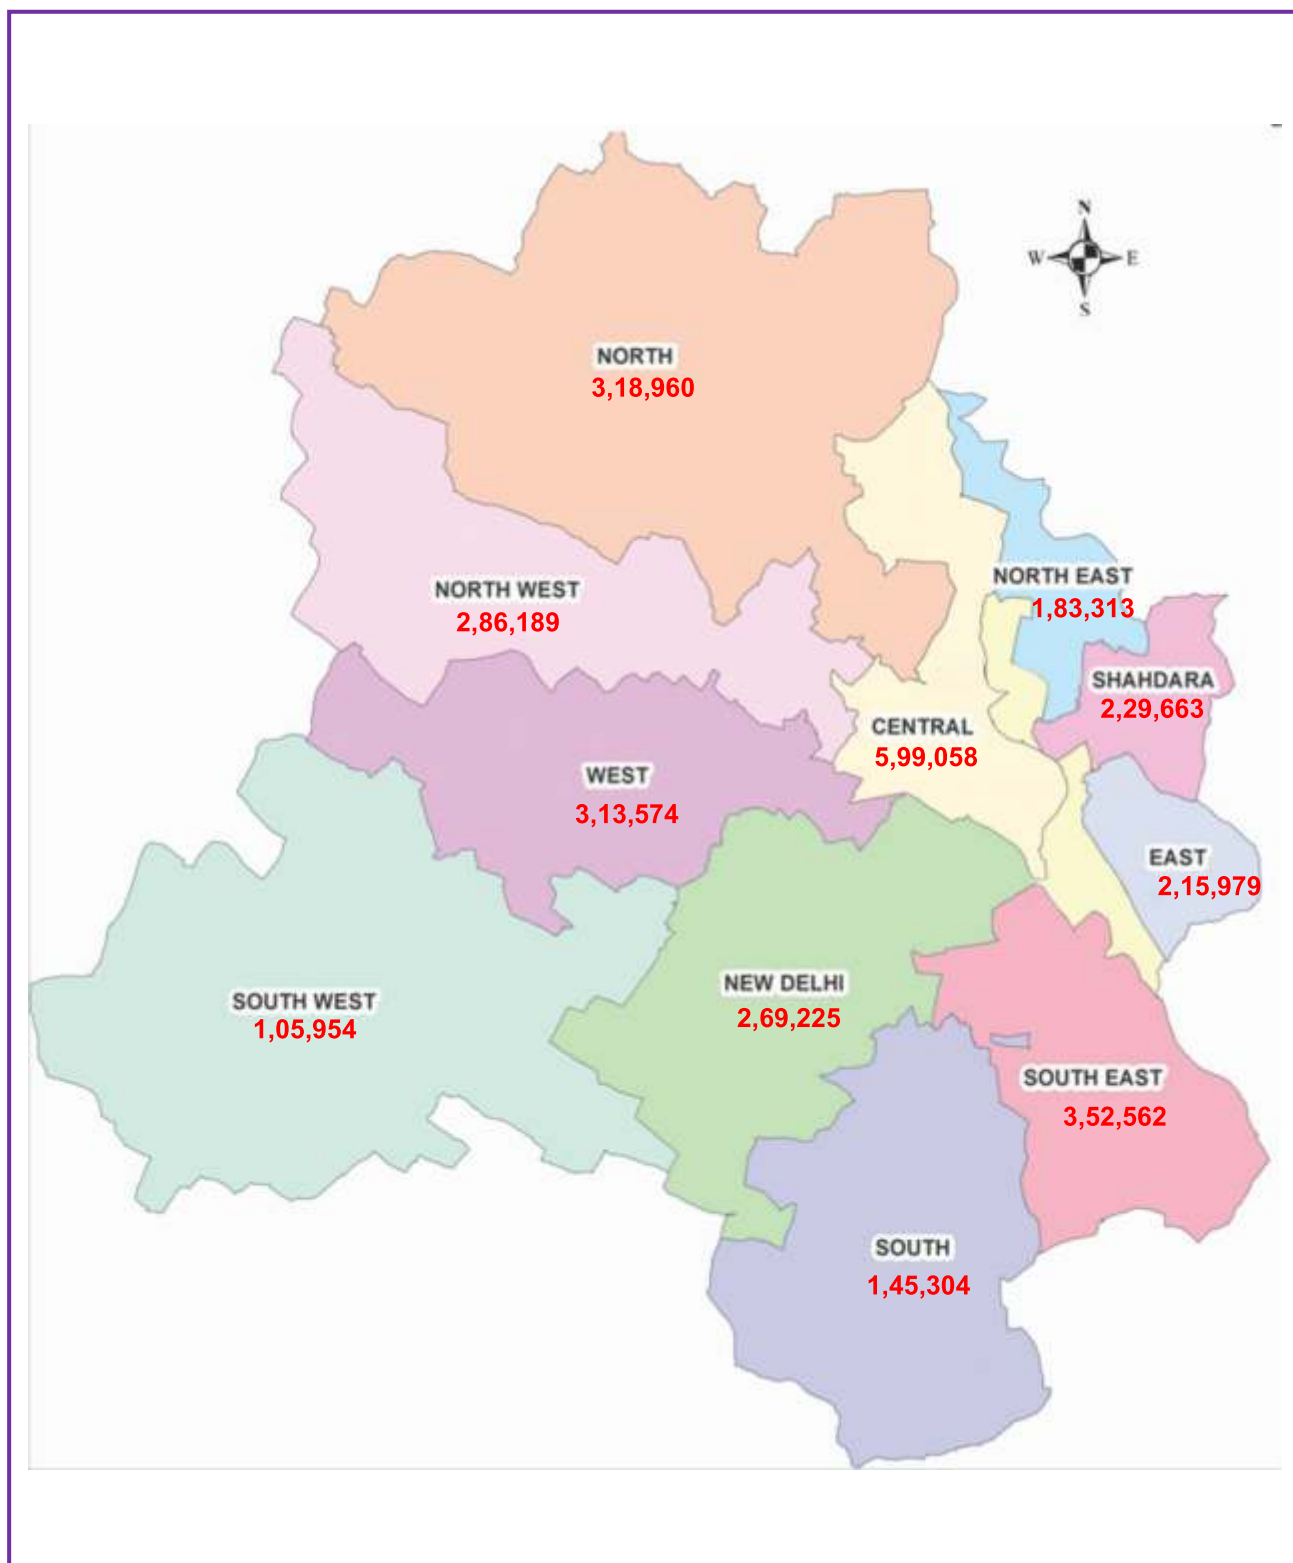 N
W E
S
NORTH
3,18,960
NORTH WEST
2,86,189
NORTH EAST
1,83,313
SHAHDARA
2,29,663
CENTRAL
5,99,058
WEST
3,13,574
EAST
2,15,979
NEW DELHI
2,69,225
SOUTH WEST
1,05,954
SOUTH EAST
3,52,562
SOUTH
1,45,304